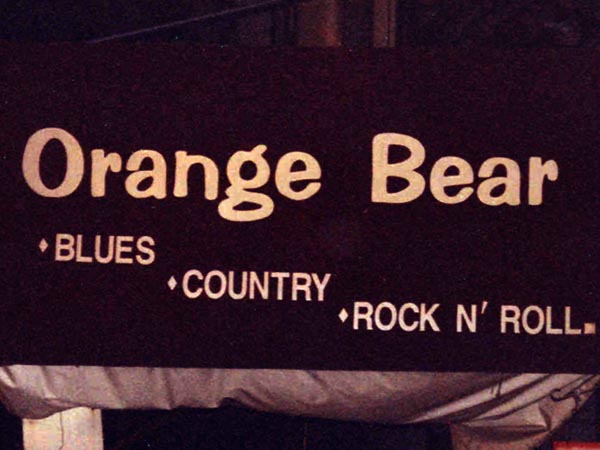 Orange Bear
♦BLUES
♦COUNTRY
♦ROCK N' ROLL.